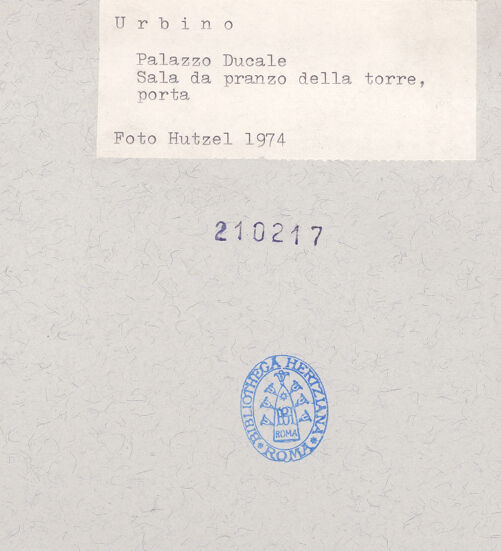 U r b i n o
Palazzo Ducale
Sala da pranzo della torre,
porta
Foto Hutzel 1974
210217
BIBLIOTHECA HERTZIANA
ROMA
ROMA